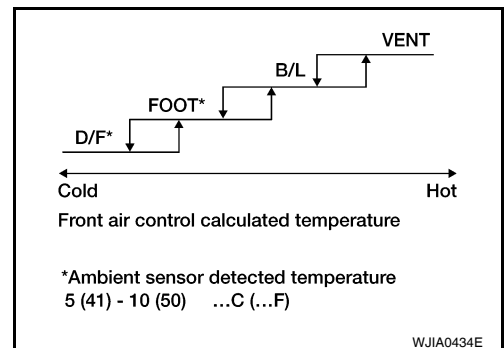 VENT
B/L
FOOT*
D/F*
Cold Hot
Front air control calculated temperature
*Ambient sensor detected temperature
5 (41) - 10 (50) ...C (...F)
WJIA0434E